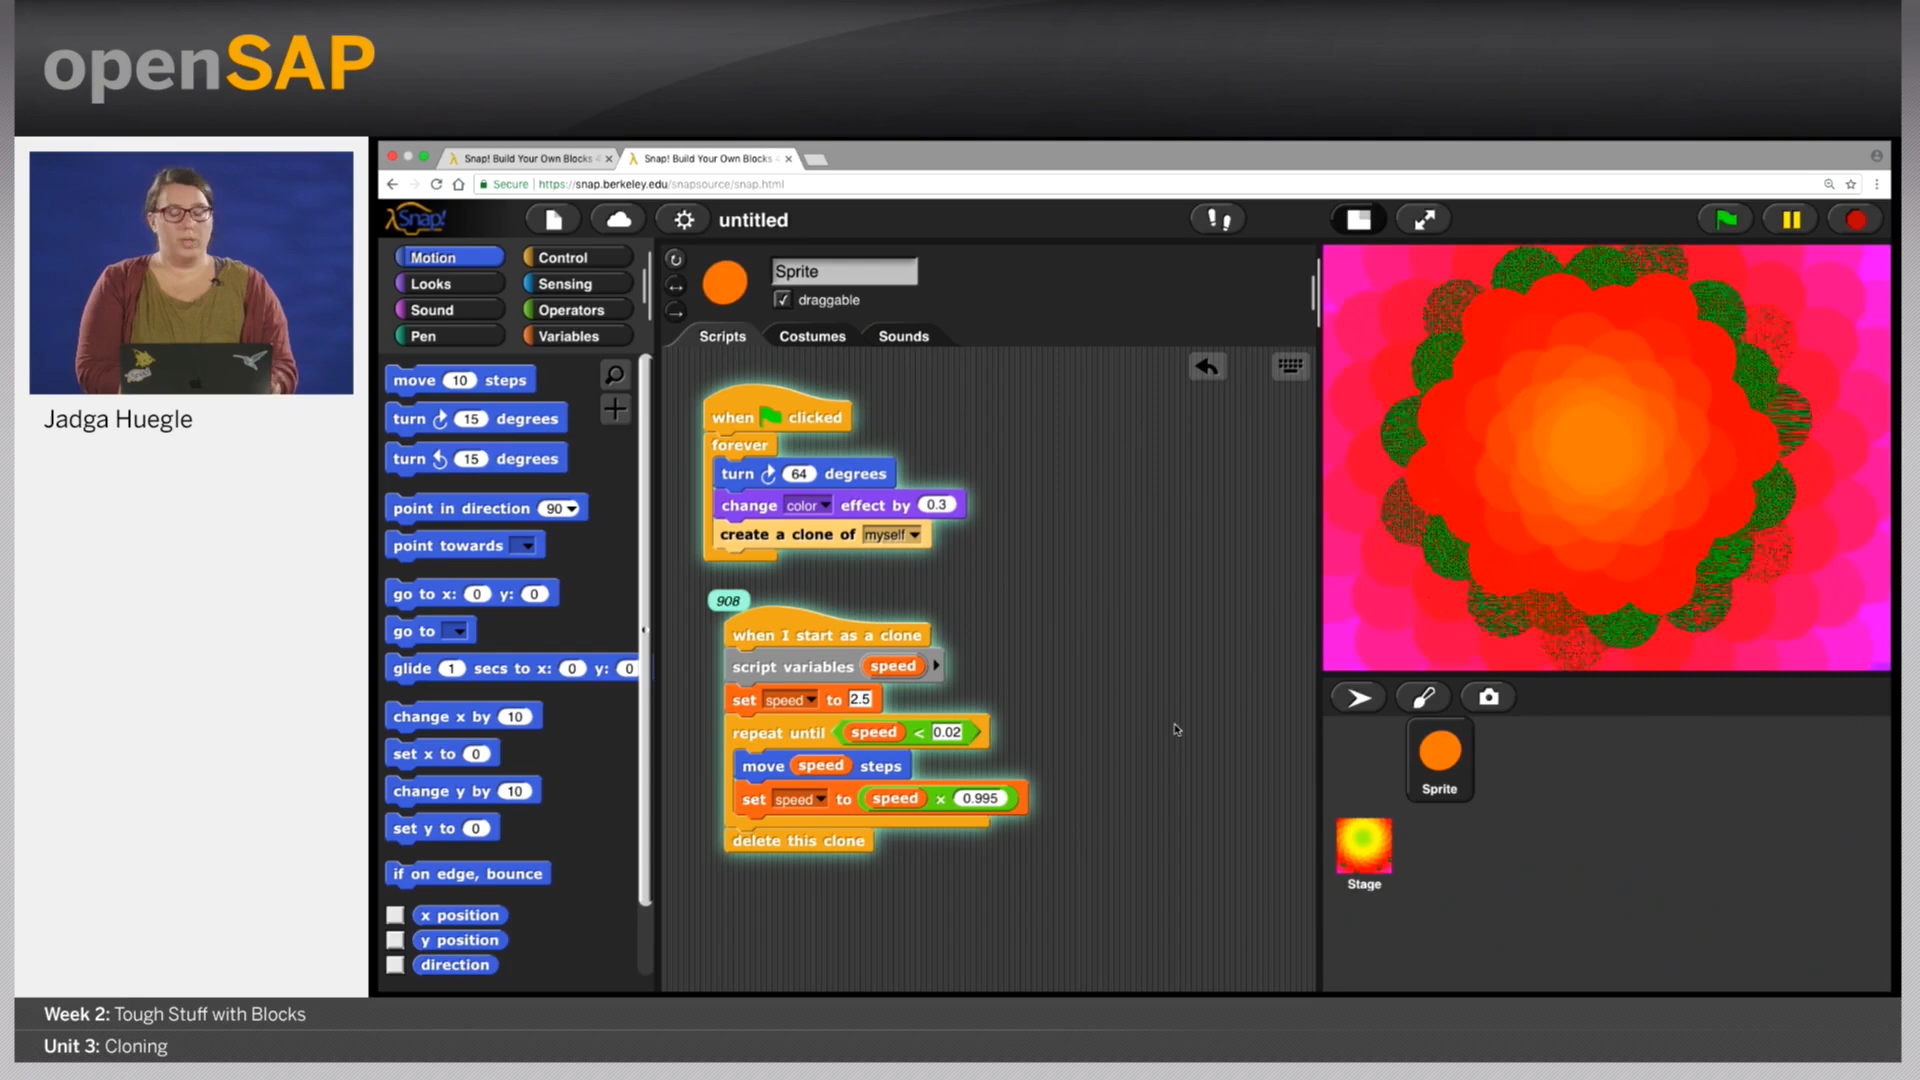 openSAP
Jadga Huegle
Snap! Build Your Own Blocks
Snap! Build Your Own Blocks
Secure https://snap.berkeley.edu/snapsource/snap.html
Snap!
untitled
Motion Control
Looks Sensing
Sound Operators
Pen Variables
move 10 steps
turn 15 degrees
turn 15 degrees
point in direction 90
point towards
go to x: 0 y: 0
go to
glide 1 secs to x: 0 y: 0
change x by 10
set x to 0
change y by 10
set y to 0
if on edge, bounce
x position
y position
direction
Sprite
draggable
Scripts Costumes Sounds
when clicked
forever
turn 64 degrees
change color effect by 0.3
create a clone of myself
908
when I start as a clone
script variables speed
set speed to 2.5
repeat until speed < 0.02
move speed steps
set speed to speed × 0.995
delete this clone
Sprite
Stage
Week 2: Tough Stuff with Blocks
Unit 3: Cloning